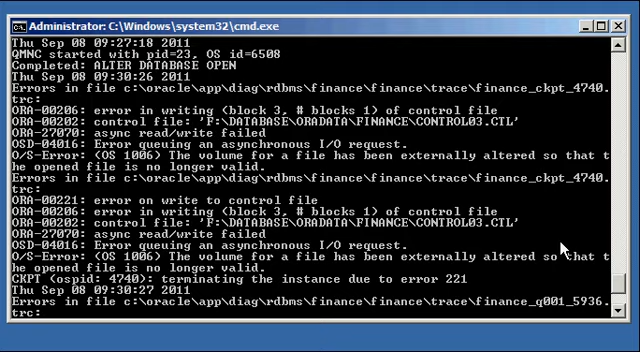 Administrator: C:\Windows\system32\cmd.exe
Thu Sep 08 09:27:18 2011
QMNC started with pid=23, OS id=6508
Completed: ALTER DATABASE OPEN
Thu Sep 08 09:30:26 2011
Errors in file c:\oracle\app\diag\rdbms\finance\finance\trace\finance_ckpt_4740.
trc:
ORA-00206: error in writing (block 3, # blocks 1) of control file
ORA-00202: control file: 'F:\DATABASE\ORADATA\FINANCE\CONTROL03.CTL'
ORA-27070: async read/write failed
OSD-04016: Error queuing an asynchronous I/O request.
O/S-Error: (OS 1006) The volume for a file has been externally altered so that t
he opened file is no longer valid.
Errors in file c:\oracle\app\diag\rdbms\finance\finance\trace\finance_ckpt_4740.
trc:
ORA-00221: error on write to control file
ORA-00206: error in writing (block 3, # blocks 1) of control file
ORA-00202: control file: 'F:\DATABASE\ORADATA\FINANCE\CONTROL03.CTL'
ORA-27070: async read/write failed
OSD-04016: Error queuing an asynchronous I/O request.
O/S-Error: (OS 1006) The volume for a file has been externally altered so that t
he opened file is no longer valid.
CKPT (ospid: 4740): terminating the instance due to error 221
Thu Sep 08 09:30:27 2011
Errors in file c:\oracle\app\diag\rdbms\finance\finance\trace\finance_q001_5936.
trc: